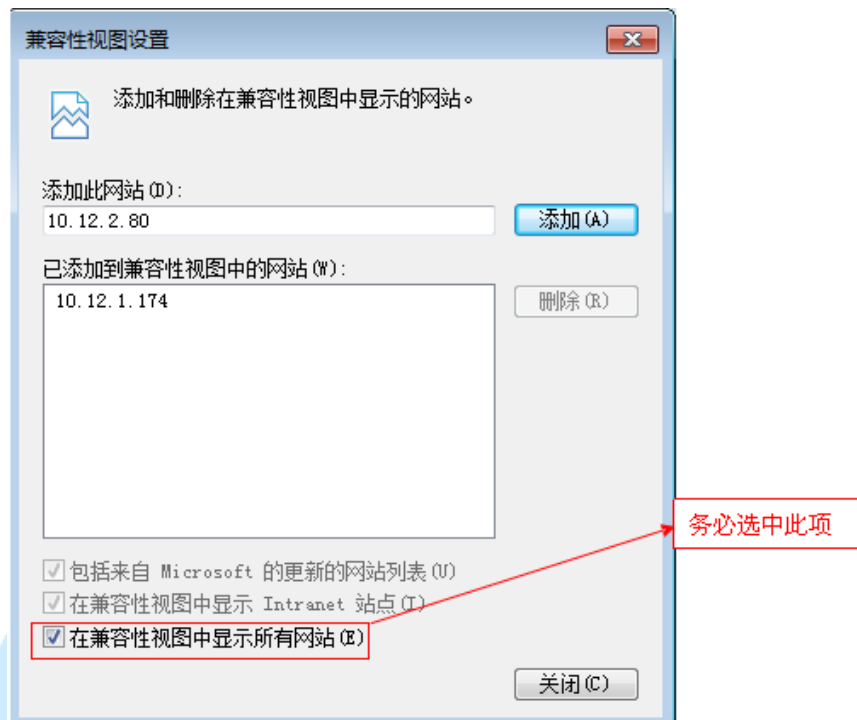 兼容性视图设置
添加和删除在兼容性视图中显示的网站。
添加此网站(D):
10.12.2.80
添加(A)
已添加到兼容性视图中的网站(W):
10.12.1.174
删除(R)
务必选中此项
包括来自 Microsoft 的更新的网站列表(U)
在兼容性视图中显示 Intranet 站点(I)
在兼容性视图中显示所有网站(E)
关闭(C)